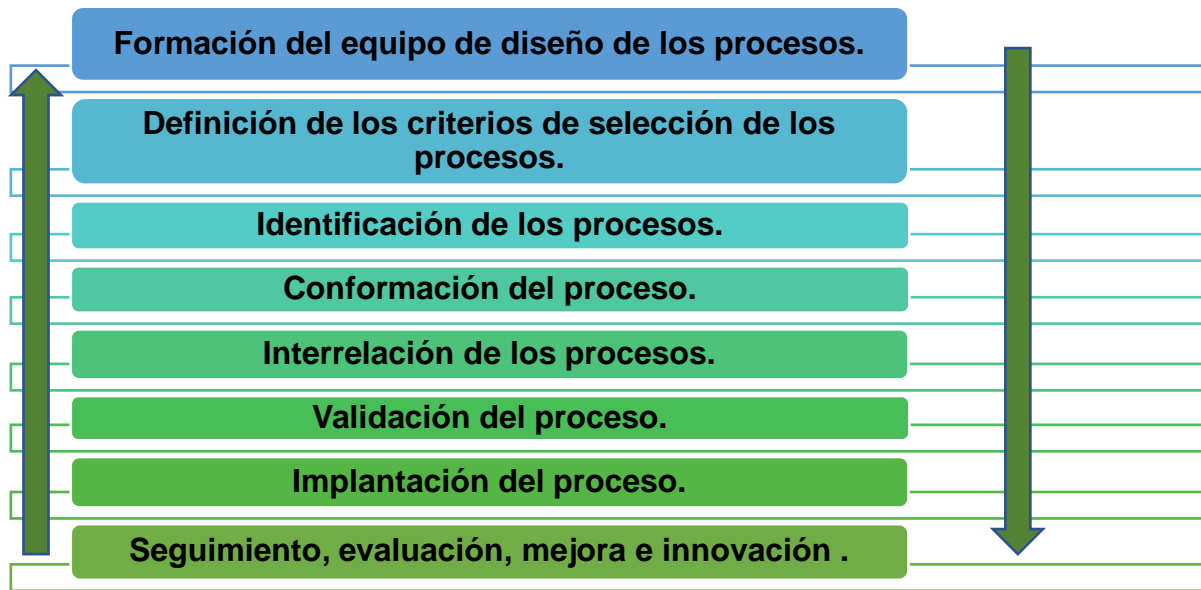 Formación del equipo de diseño de los procesos.
Definición de los criterios de selección de los
procesos.
Identificación de los procesos.
Conformación del proceso.
Interrelación de los procesos.
Validación del proceso.
Implantación del proceso.
Seguimiento, evaluación, mejora e innovación .